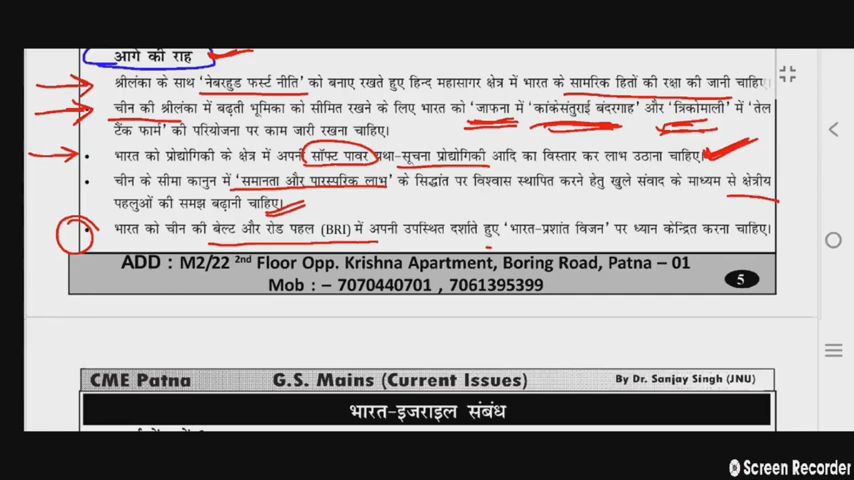 आगे की राह
श्रीलंका के साथ 'नेबरहुड फर्स्ट नीति' को बनाए रखते हुए हिन्द महासागर क्षेत्र में भारत के सामरिक हितों की रक्षा की जानी चाहिए।
चीन की श्रीलंका में बढ़ती भूमिका को सीमित रखने के लिए भारत को 'जाफना में 'कांकेसंतुराई बंदरगाह' और 'त्रिंकोमाली' में 'तेल
टैंक फार्म' की परियोजना पर काम जारी रखना चाहिए।
• भारत को प्रोद्योगिकी के क्षेत्र में अपनी सॉफ्ट पावर यथा-सूचना प्रोद्योगिकी आदि का विस्तार कर लाभ उठाना चाहिए।
• चीन के सीमा कानून में 'समानता और पारस्परिक लाभ' के सिद्धांत पर विश्वास स्थापित करने हेतु खुले संवाद के माध्यम से क्षेत्रीय
पहलुओं की समझ बढ़ानी चाहिए।
• भारत को चीन की बेल्ट और रोड पहल (BRI) में अपनी उपस्थित दर्शाते हुए 'भारत-प्रशांत विजन' पर ध्यान केन्द्रित करना चाहिए।
ADD : M2/22 2nd Floor Opp. Krishna Apartment, Boring Road, Patna – 01
Mob : – 7070440701 , 7061395399
5
CME Patna G.S. Mains (Current Issues) By Dr. Sanjay Singh (JNU)
भारत-इजराइल संबंध
Screen Recorder